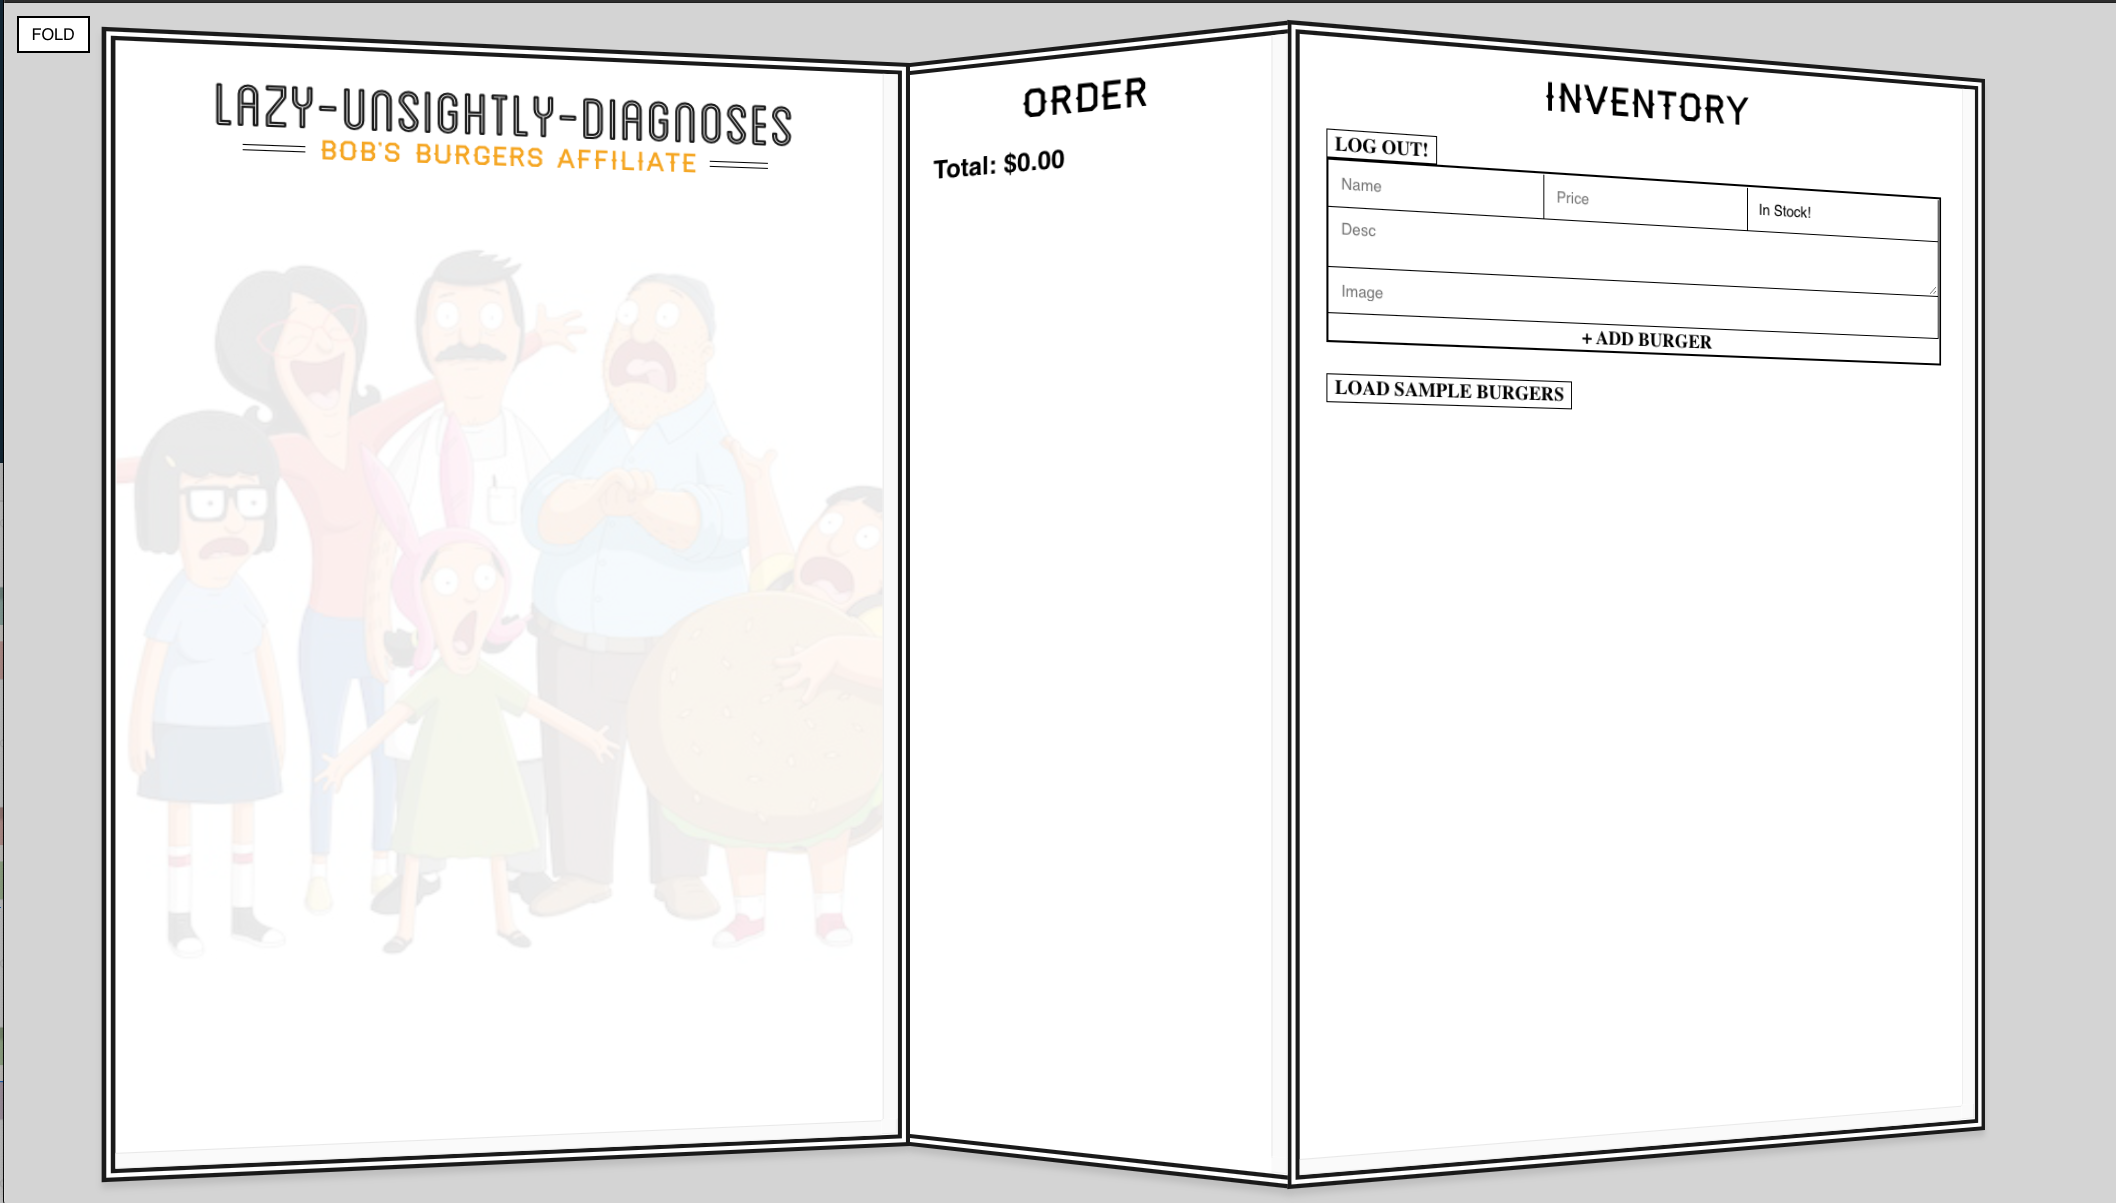 FOLD
LAZY-UNSIGHTLY-DIAGNOSES
BOB'S BURGERS AFFILIATE
ORDER
Total: $0.00
INVENTORY
LOG OUT!
Name Price In Stock!
Desc
Image
+ ADD BURGER
LOAD SAMPLE BURGERS